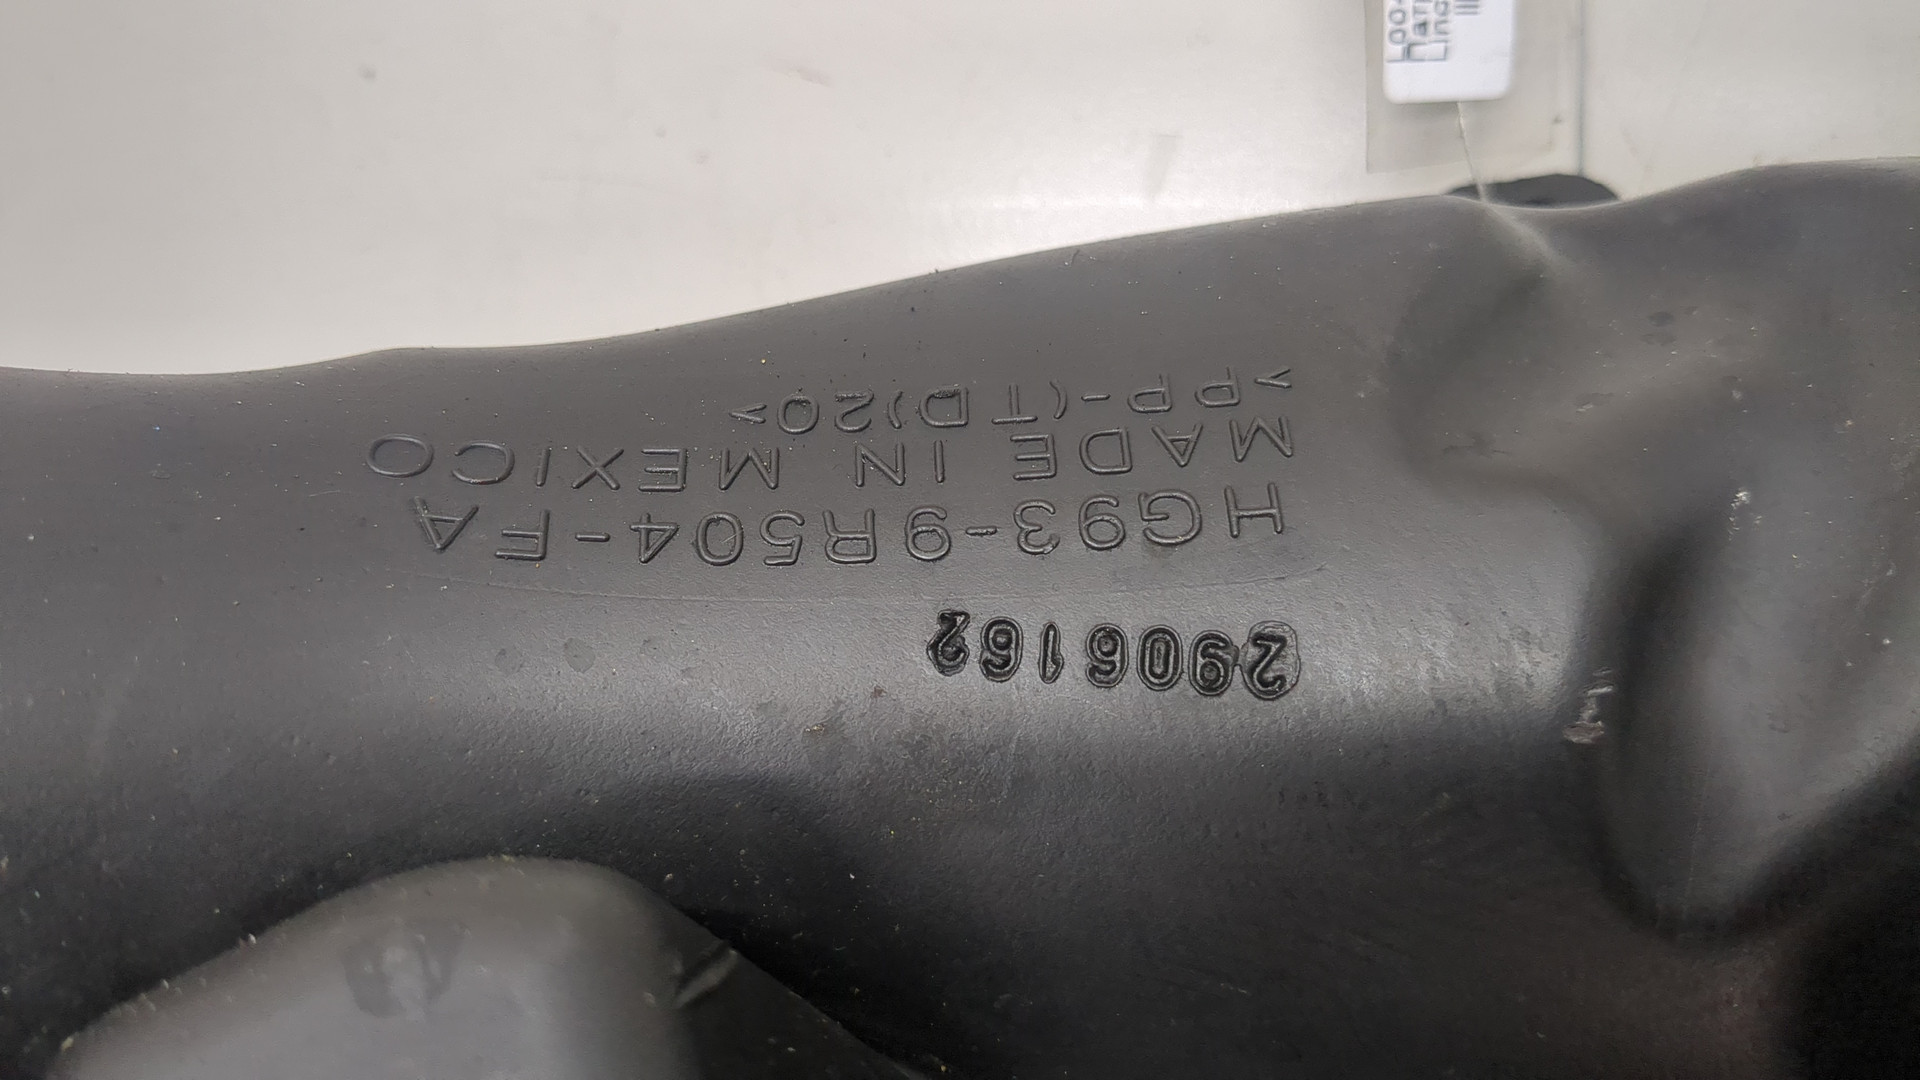 2906162
HG93-9R504-FA
MADE IN MEXICO
>PP-(TD)20<